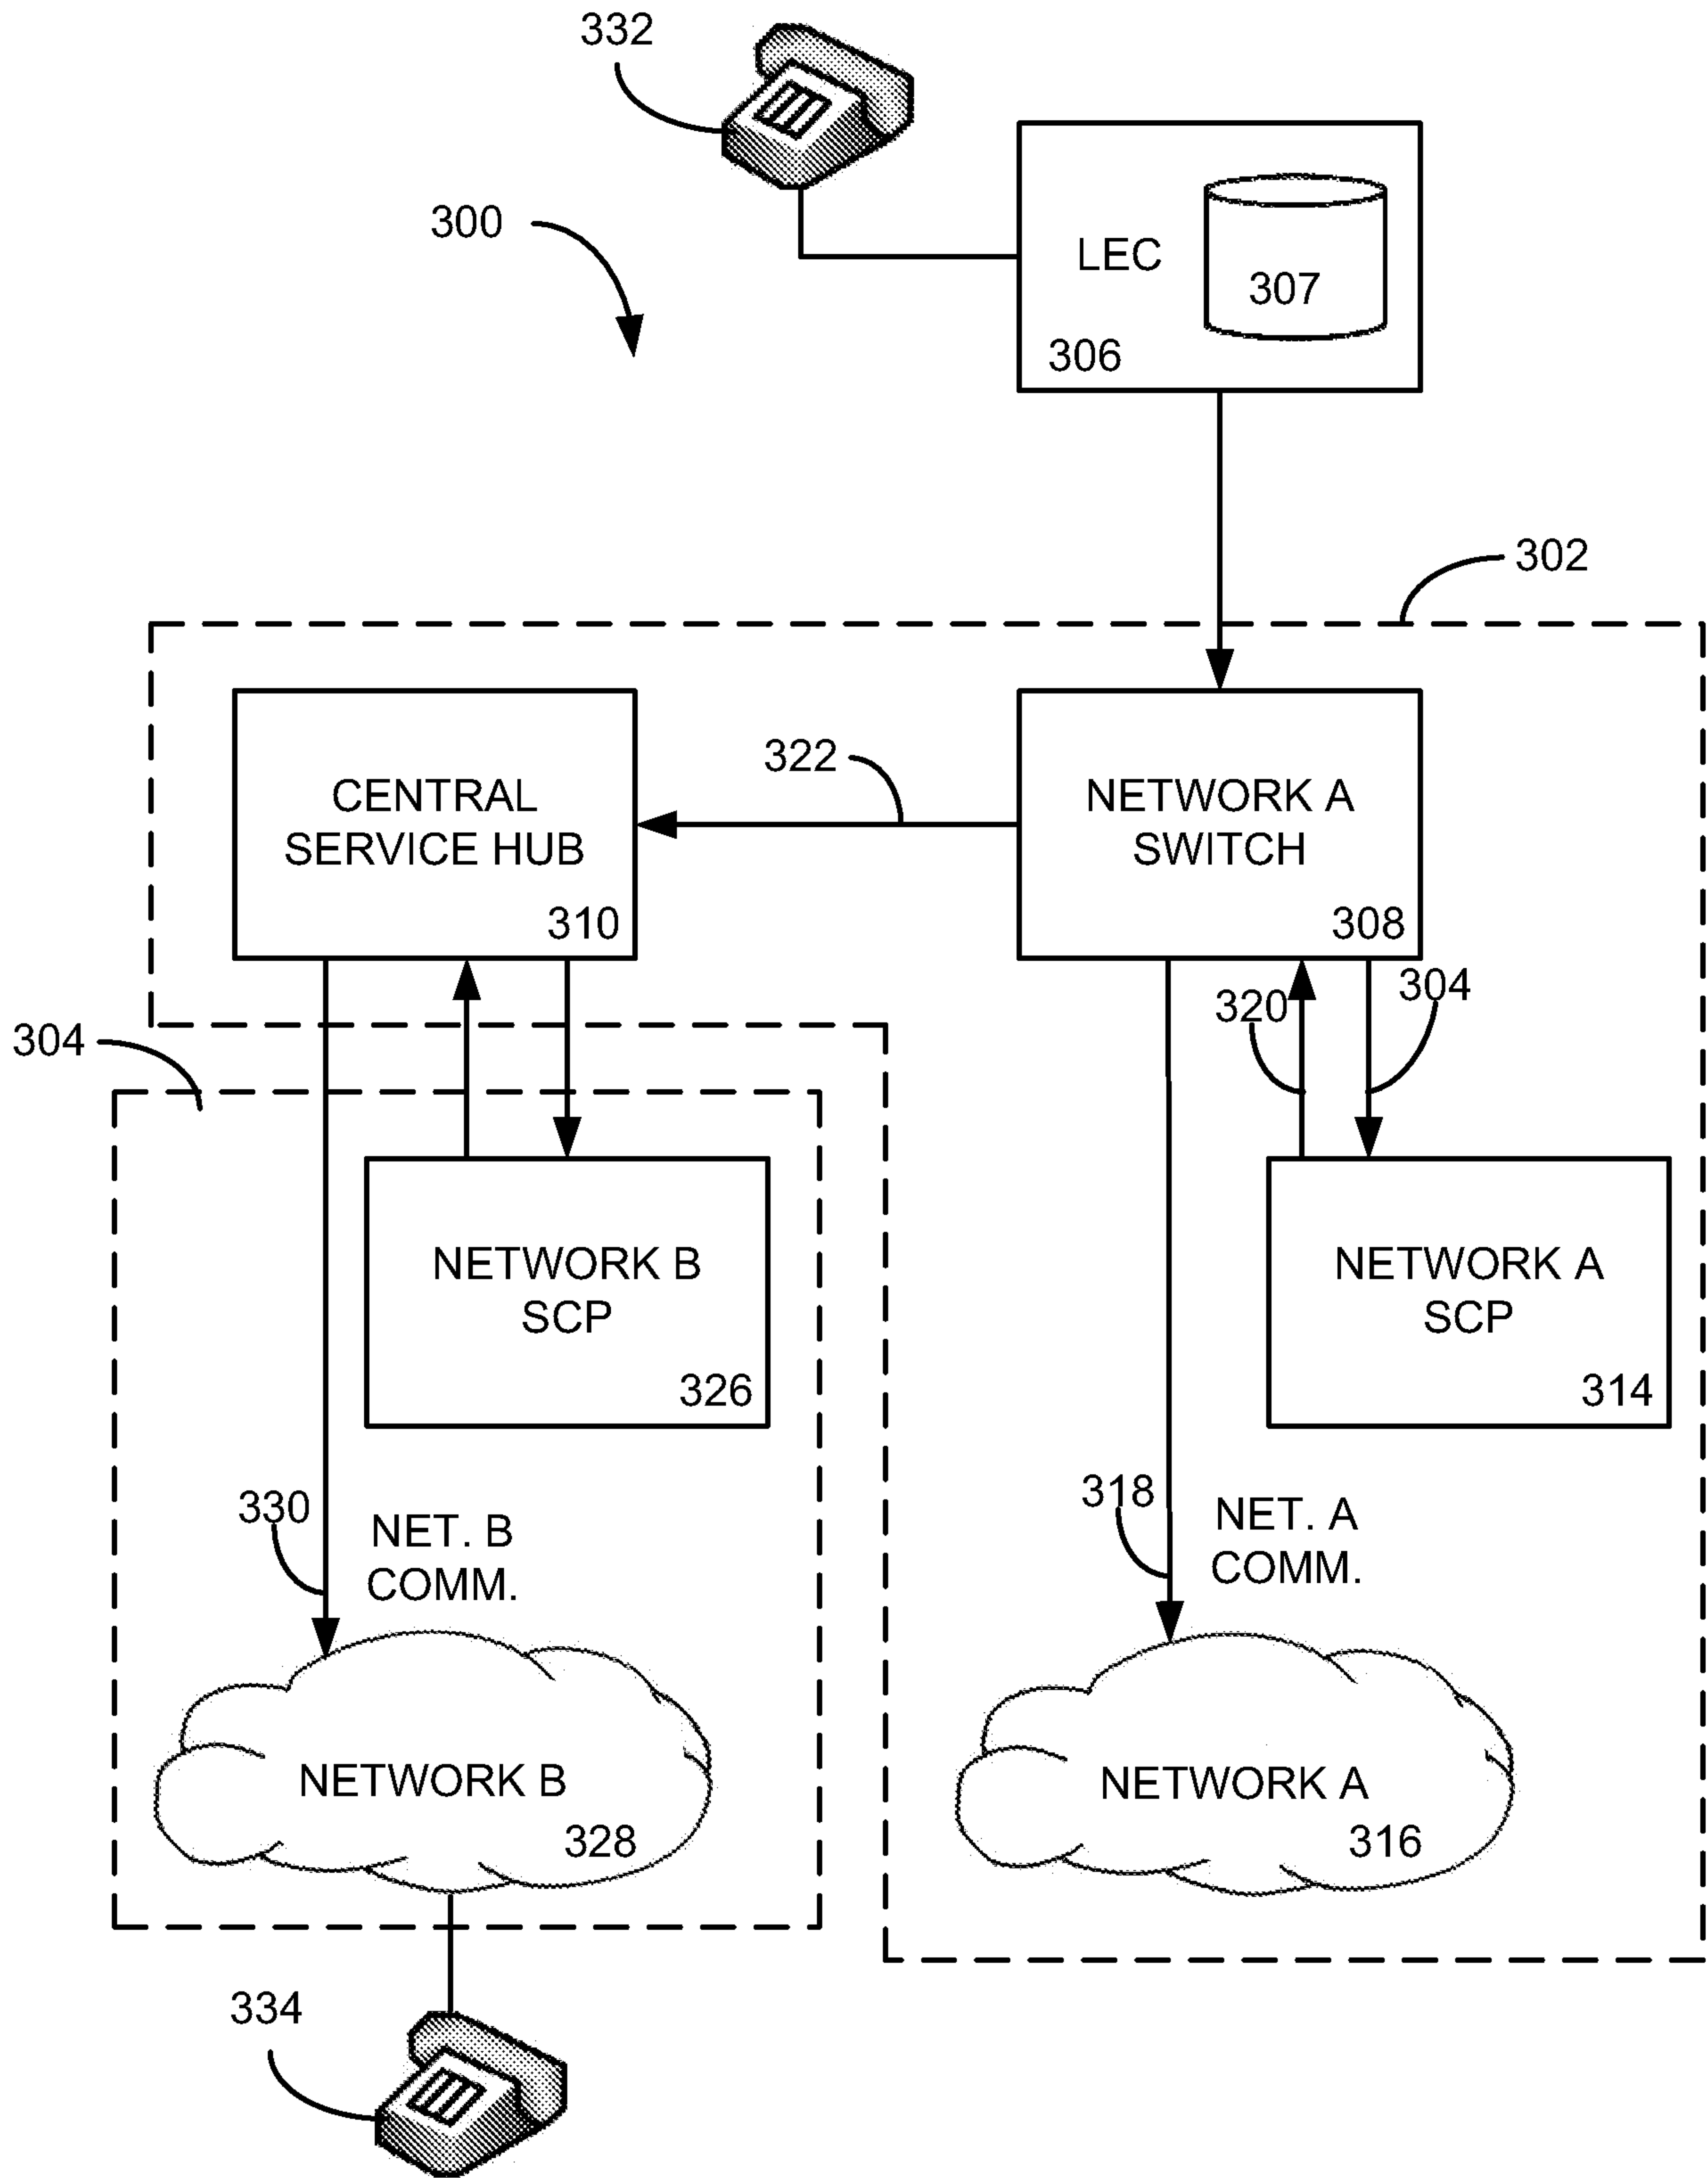 332
300
LEC
307
306
302
322
CENTRAL
SERVICE HUB
310
NETWORK A
SWITCH
308
304
320
304
NETWORK B
SCP
326
NETWORK A
SCP
314
330
NET. B
COMM.
318
NET. A
COMM.
NETWORK B
328
NETWORK A
316
334